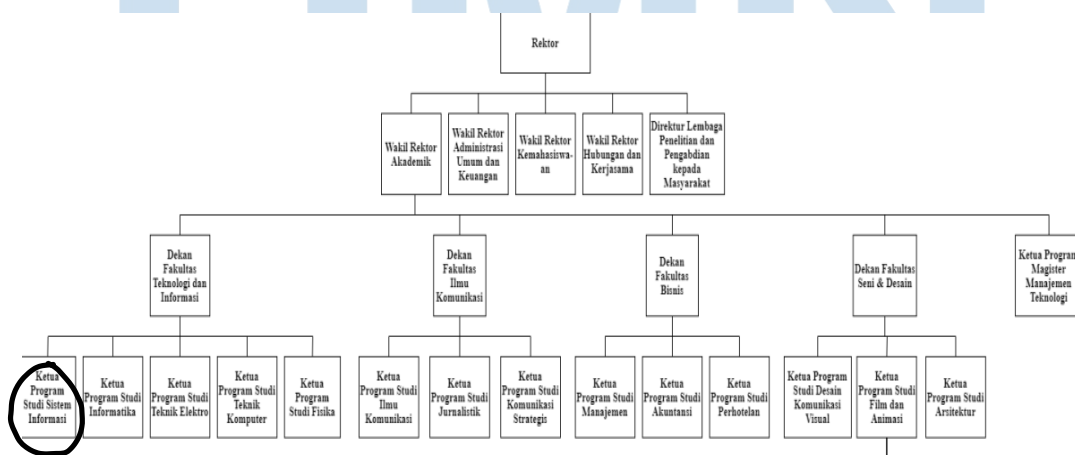 Rektor
Wakil Rektor
Akademik
Wakil Rektor
Administrasi
Umum dan
Keuangan
Wakil Rektor
Kemahasiswa-
an
Wakil Rektor
Hubungan dan
Kerjasama
Direktur Lembaga
Penelitian dan
Pengabdian
kepada
Masyarakat
Dekan
Fakultas
Teknologi dan
Informasi
Dekan
Fakultas
Ilmu
Komunikasi
Dekan
Fakultas
Bisnis
Dekan Fakultas
Seni & Desain
Ketua Program
Magister
Manajemen
Teknologi
Ketua
Program
Studi Sistem
Informasi
Ketua
Program Studi
Informatika
Ketua
Program Studi
Teknik Elektro
Ketua
Program Studi
Teknik
Komputer
Ketua
Program
Studi Fisika
Ketua
Program Studi
Ilmu
Komunikasi
Ketua
Program Studi
Jurnalistik
Ketua
Program Studi
Komunikasi
Strategis
Ketua
Program Studi
Manajemen
Ketua
Program Studi
Akuntansi
Ketua
Program Studi
Perhotelan
Ketua Program
Studi Desain
Komunikasi
Visual
Ketua Program
Studi
Film dan
Animasi
Ketua
Program Studi
Arsitektur